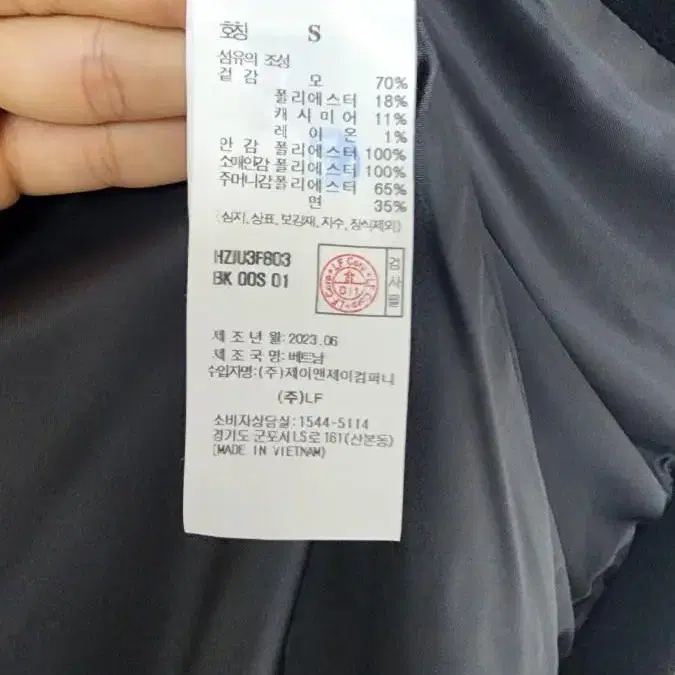 호칭 S
섬유의 조성
겉 감 모 70%
폴리에스터 18%
캐 시 미 어 11%
레 이 온 1%
안 감 폴리에스터 100%
소매안감 폴리에스터 100%
주머니감 폴리에스터 65%
면 35%
(심지,상표,보강재,자수,장식제외)
HZJU3F803
BK 00S 01
LF Corp LF Corp
검사필
제 조 년 월: 2023.06
제 조 국 명: 베트남
수입자명: (주)제이앤제이컴퍼니
(주)LF
소비자상담실: 1544-5114
경기도 군포시 LS로 161(산본동)
[MADE IN VIETNAM]